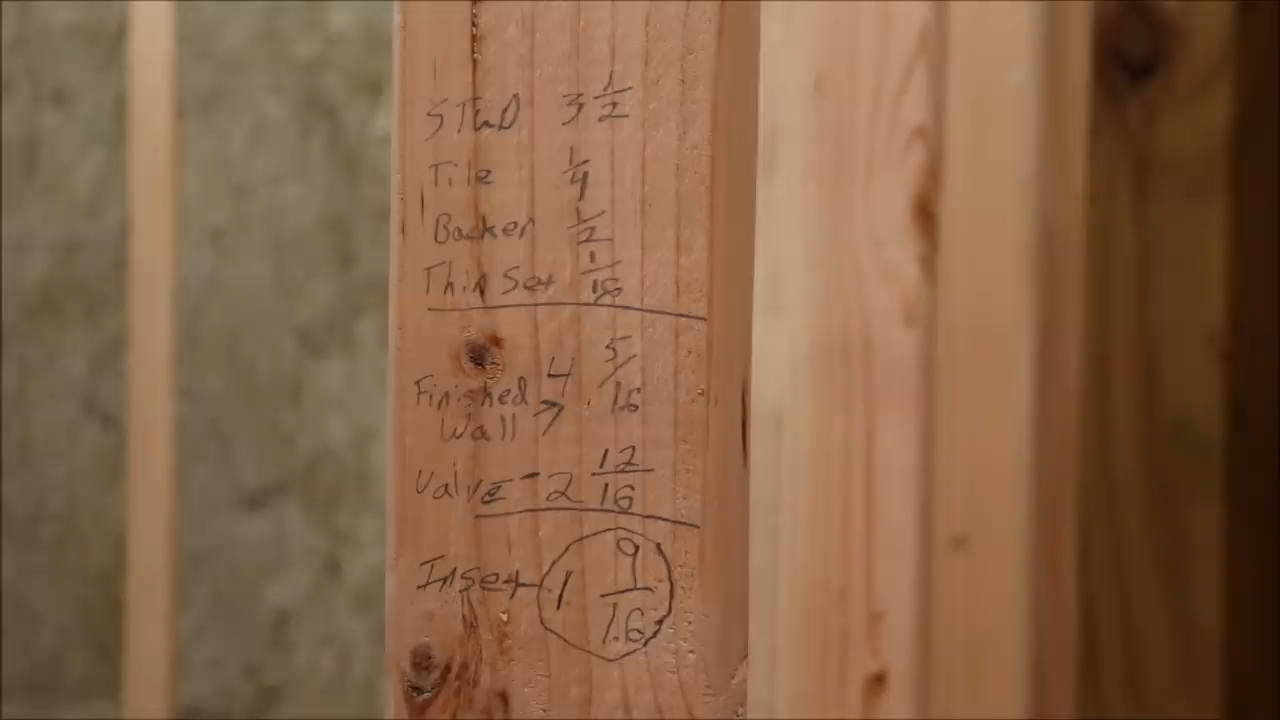 STUD 3 1/2
Tile 1/4
Backer 1/2
Thin Set 1/16
Finished 4 5/16
Wall >
Valve - 2 12/16
Inset - 1 9/16